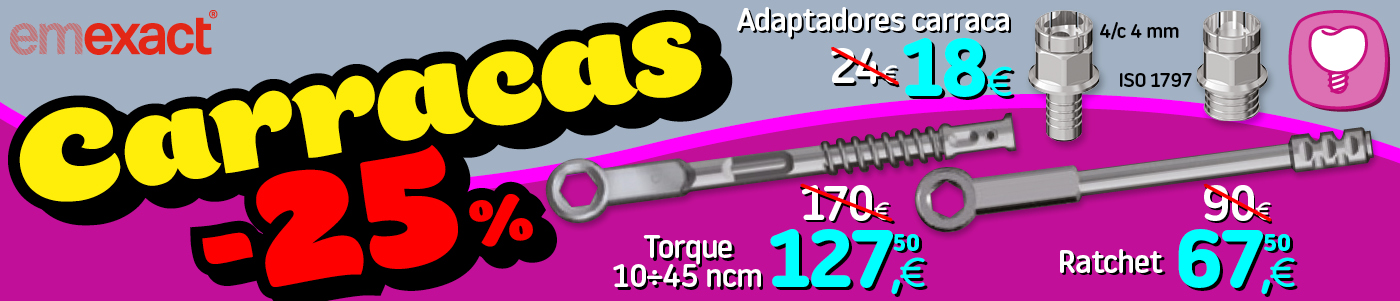 emexact®
Carracas
-25%
Adaptadores carraca
24€ 18€
4/c 4 mm
ISO 1797
170€
Torque
10÷45 ncm
127,50€
90€
Ratchet
67,50€